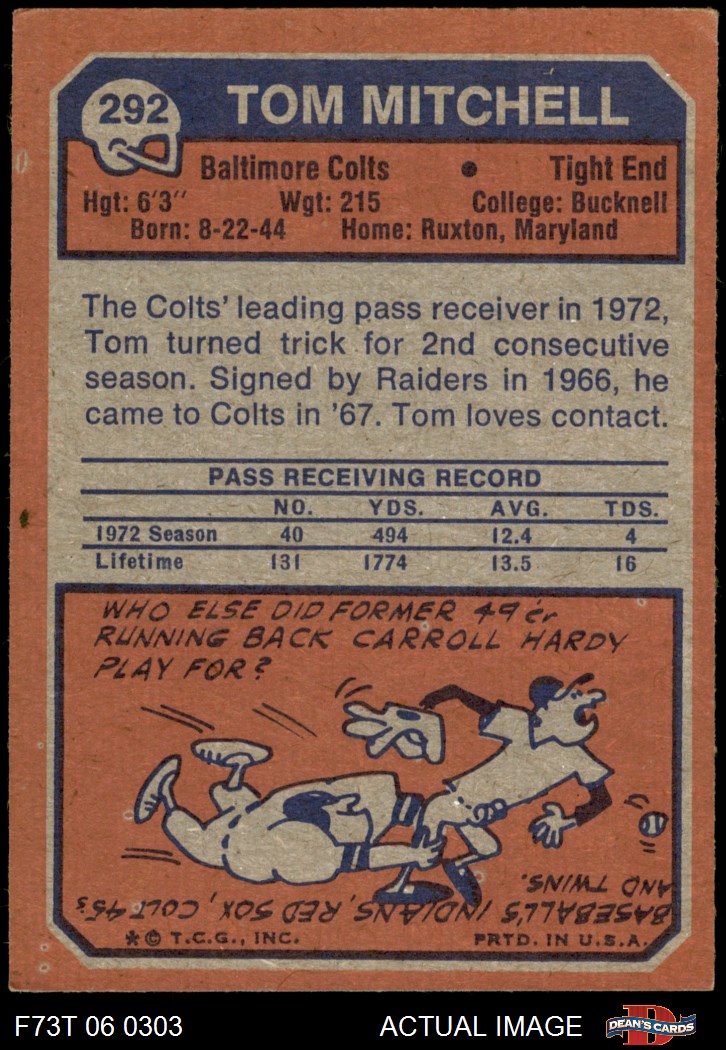 292
TOM MITCHELL
Baltimore Colts • Tight End
Hgt: 6'3" Wgt: 215 College: Bucknell
Born: 8-22-44 Home: Ruxton, Maryland
The Colts' leading pass receiver in 1972,
Tom turned trick for 2nd consecutive
season. Signed by Raiders in 1966, he
came to Colts in '67. Tom loves contact.
PASS RECEIVING RECORD
NO. YDS. AVG. TDS.
1972 Season 40 494 12.4 4
Lifetime 131 1774 13.5 16
WHO ELSE DID FORMER 49'er
RUNNING BACK CARROLL HARDY
PLAY FOR?
BASEBALL'S INDIANS, RED SOX, COLT 45's
AND TWINS.
* © T.C.G., INC. PRTD. IN U.S.A.
F73T 06 0303 ACTUAL IMAGE DEAN'S CARDS